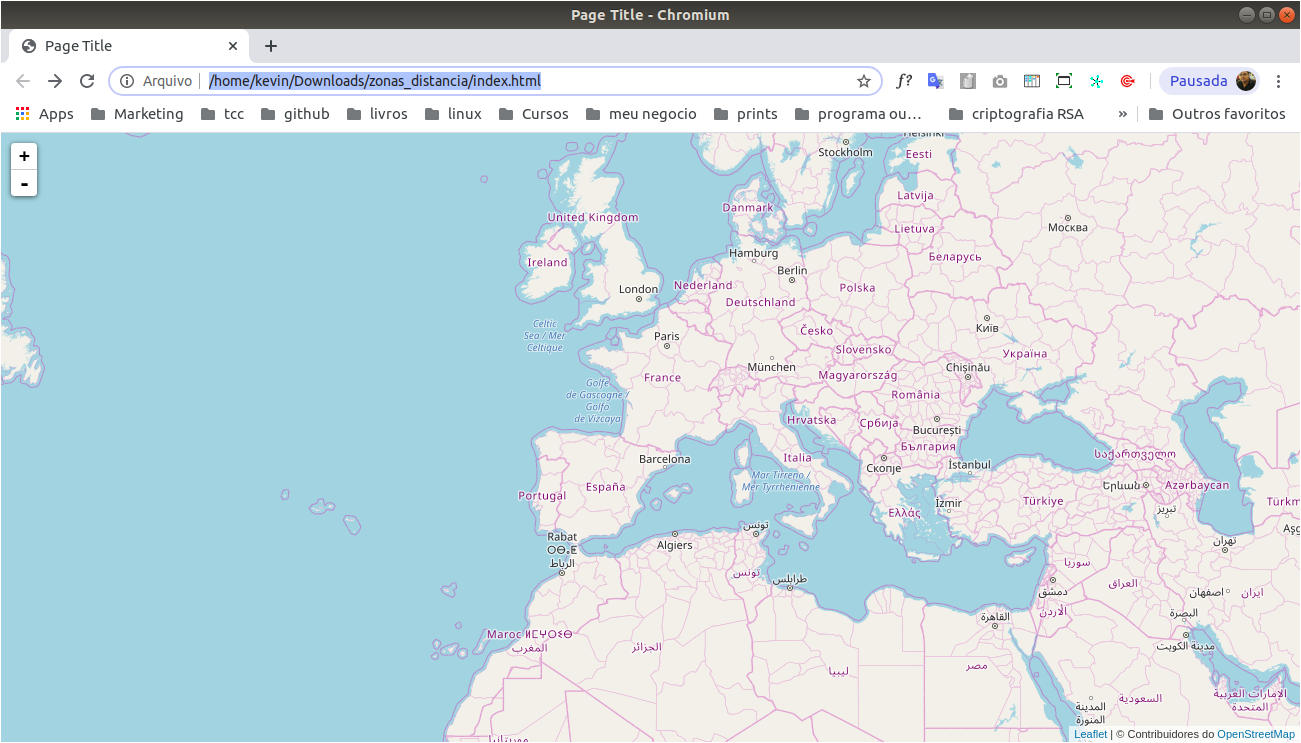 Page Title - Chromium
Page Title
Arquivo
/home/kevin/Downloads/zonas_distancia/index.html
f?
Pausada
Apps
Marketing
tcc
github
livros
linux
Cursos
meu negocio
prints
programa ou…
criptografia RSA
»
Outros favoritos
+
-
Helsinki
Stockholm
Eesti
Latvija
Danmark
United Kingdom
Москва
Lietuva
Hamburg
Беларусь
Ireland
Berlin
Nederland
Polska
London
Deutschland
Celtic
Sea / Mer
Celtique
Česko
Київ
Paris
Slovensko
Україна
München
Chișinău
France
Magyarország
Golfe
de Gascogne /
Golfo
de Vizcaya
România
Hrvatska
Србија
București
България
Barcelona
Italia
Скопје
İstanbul
საქართველო
Mar Tirreno /
Mer Tyrrhenienne
Portugal
España
Երևան
Azərbaycan
İzmir
Türkiye
Türkm
Ελλάς
تبریز
Aşg
تونس
Rabat
ⵔⴱⴰⵟ
الرباط
Algiers
تهران
تونس
طرابلس
سوريا
دمشق
العراق
اصفهان
ایران
الأردن
القاهرة
البصرة
Maroc ⵍⵎⵖⵔⵉⴱ
المغرب
الجزائر
مدينة الكويت
ليبيا
مصر
السعودية
الإمارات العربية
المتحدة
المدينة
المنورة
موريتانيا
Leaflet | © Contribuidores do OpenStreetMap